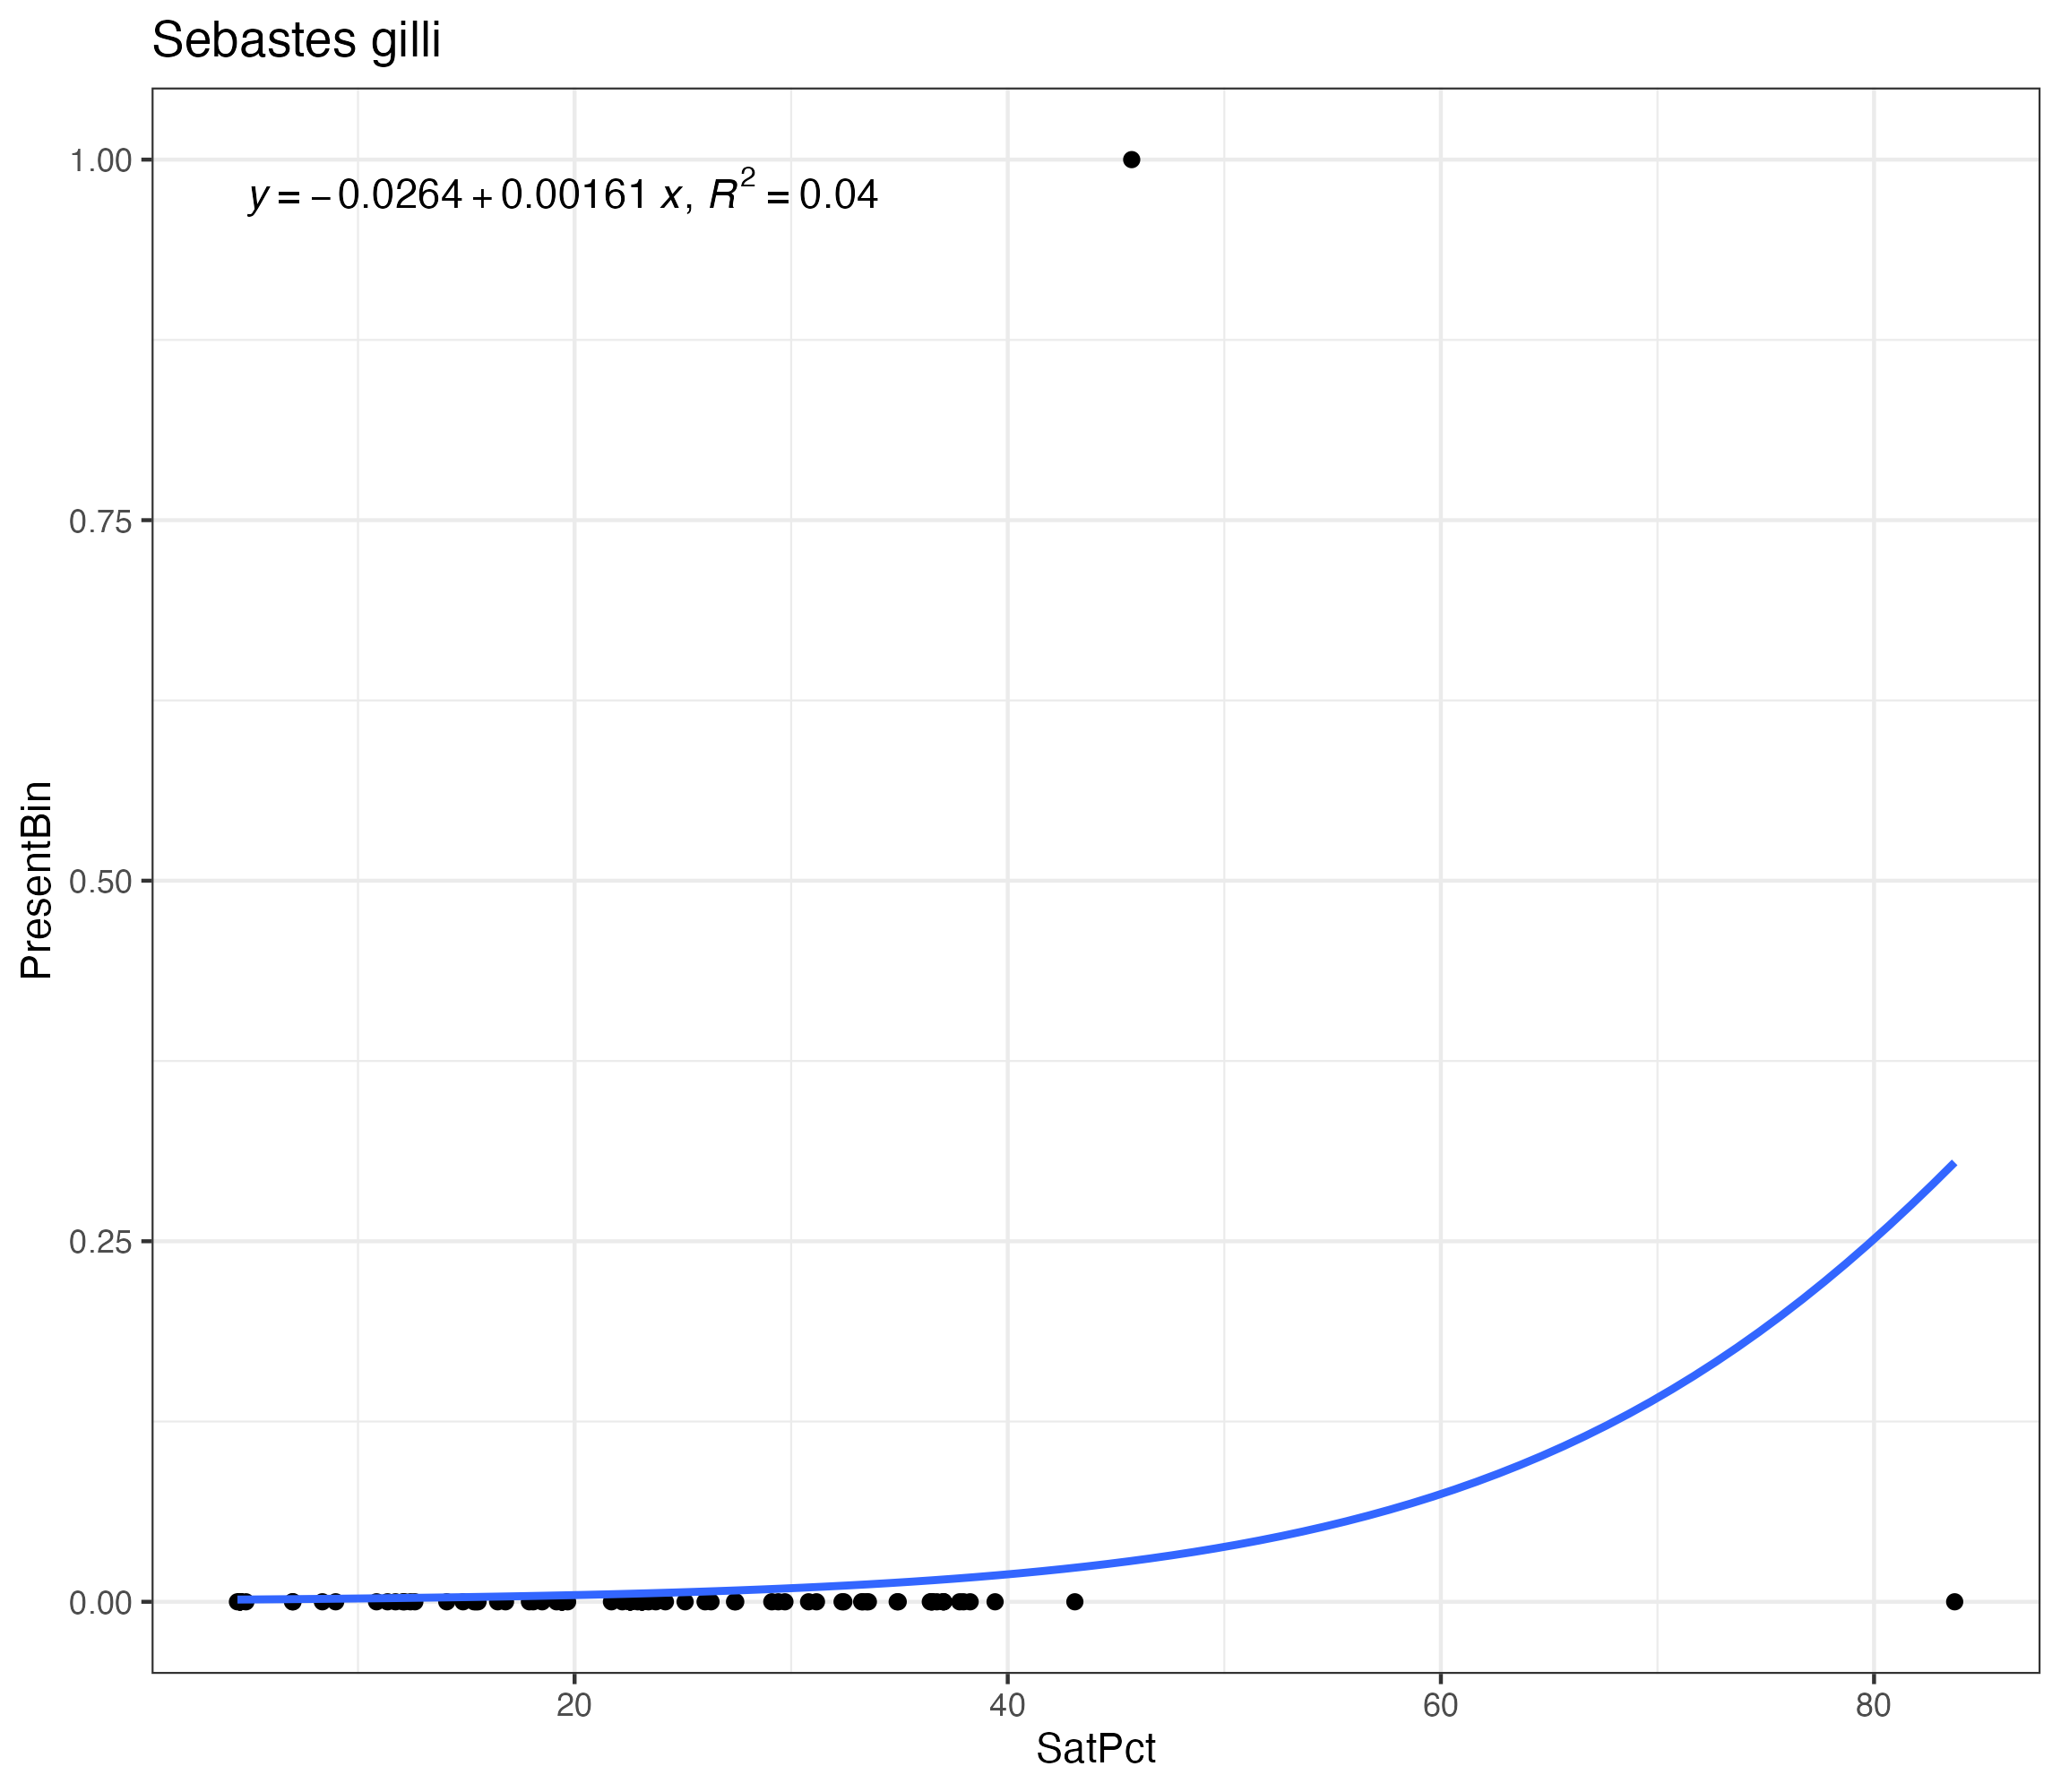 Sebastes gilli
1.00
y = −0.0264 + 0.00161 x, R² = 0.04
0.75
0.50
0.25
0.00
PresentBin
20 40 60 80
SatPct